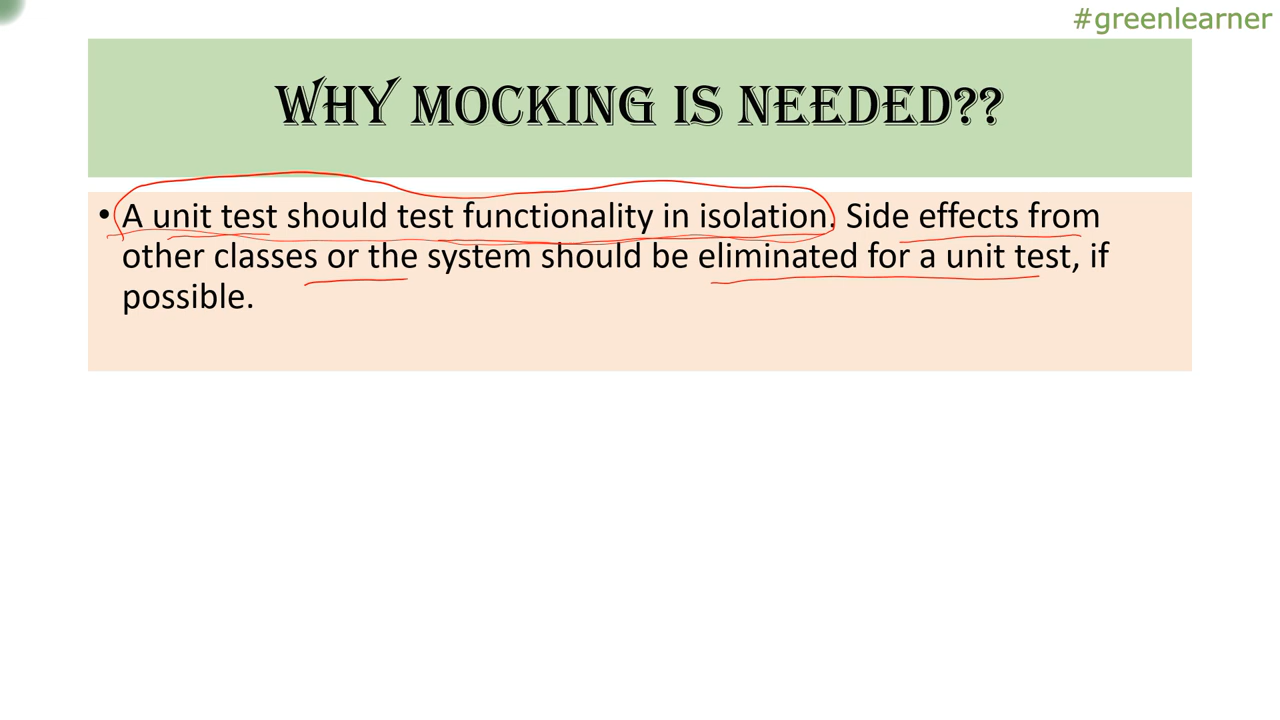 #greenlearner
WHY MOCKING IS NEEDED??
• A unit test should test functionality in isolation. Side effects from
other classes or the system should be eliminated for a unit test, if
possible.